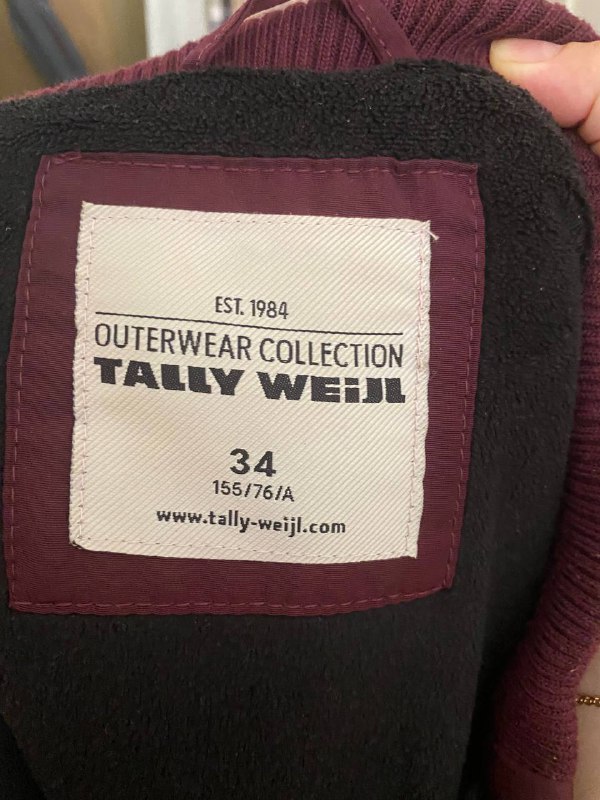 EST. 1984
OUTERWEAR COLLECTION
TALLY WEiJL
34
155/76/A
www.tally-weijl.com